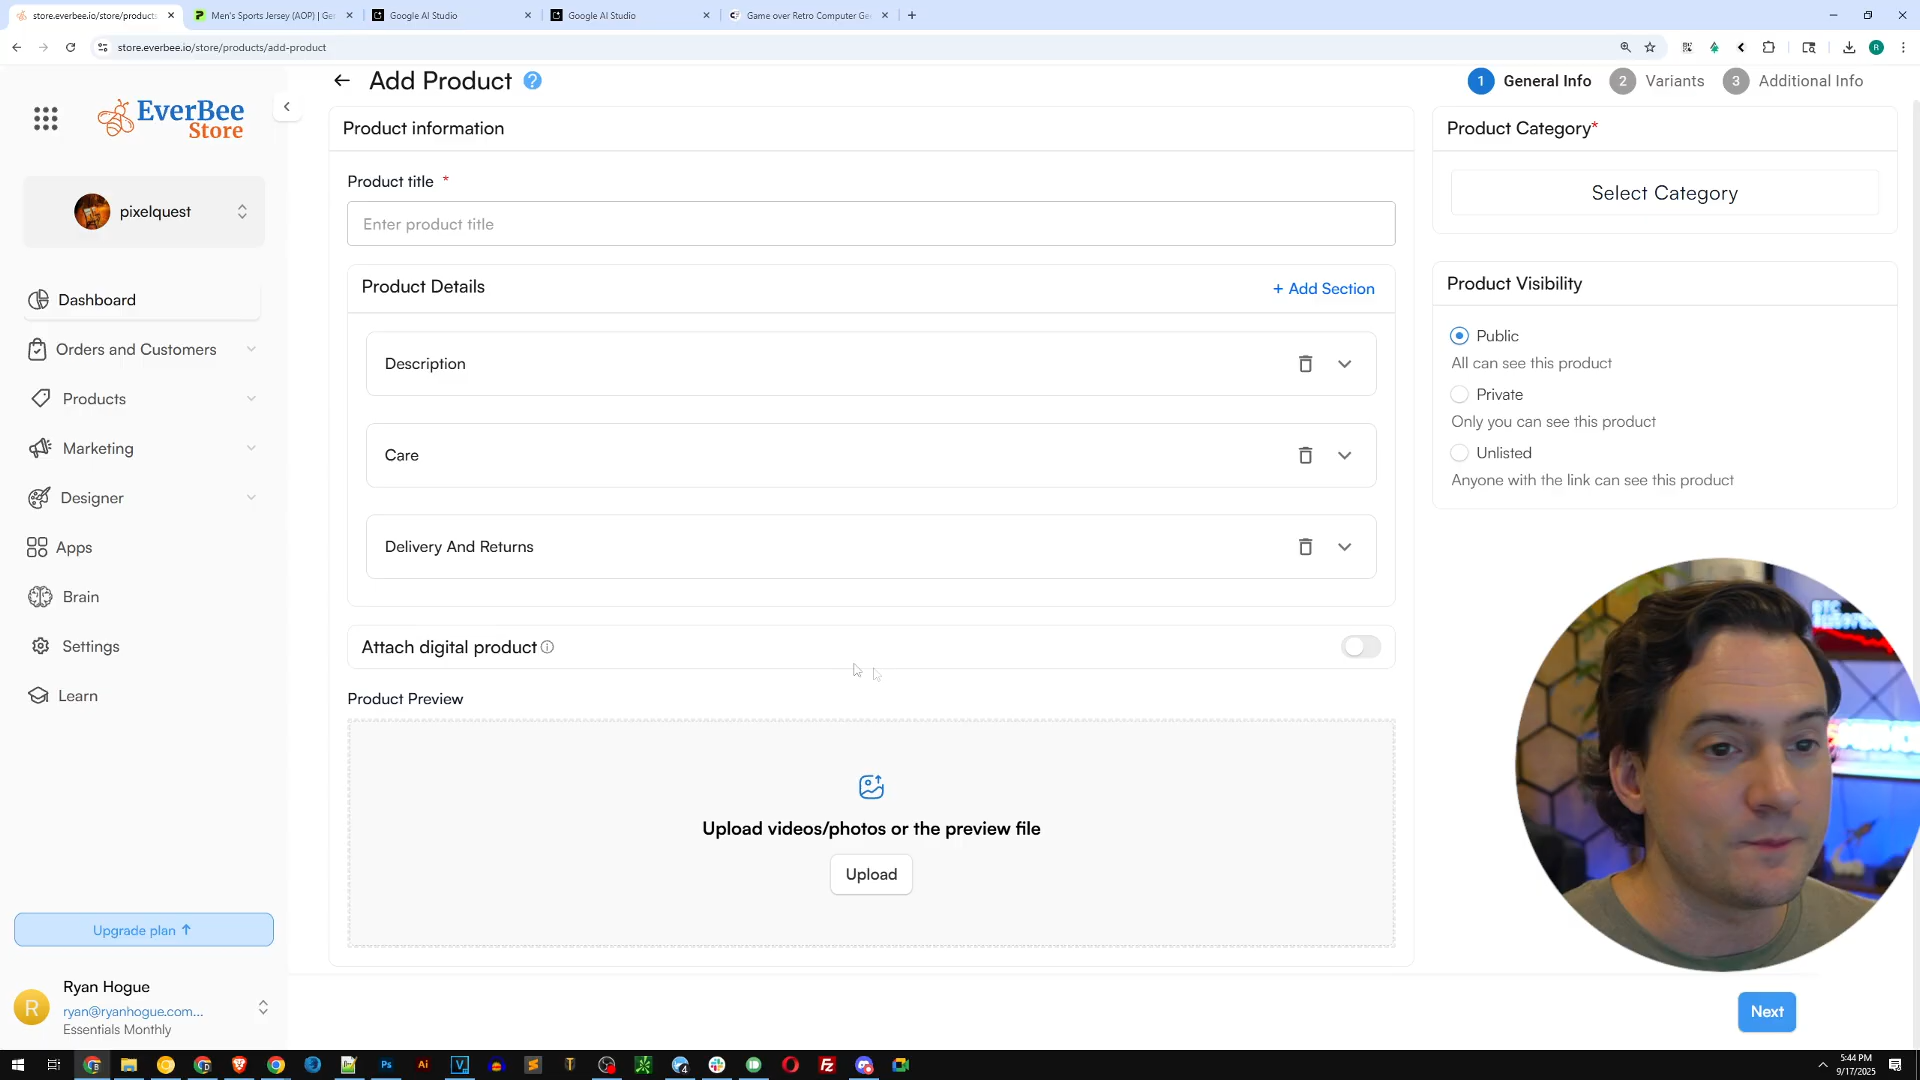 store.everbee.io/store/products
Men's Sports Jersey (AOP) | Ge
Google AI Studio
Google AI Studio
Game over Retro Computer Ge
store.everbee.io/store/products/add-product
EverBee
Store
pixelquest
Dashboard
Orders and Customers
Products
Marketing
Designer
Apps
Brain
Settings
Learn
Upgrade plan
R
Ryan Hogue
ryan@ryanhogue.com...
Essentials Monthly
Add Product ?
1 General Info 2 Variants 3 Additional Info
Product information
Product title *
Enter product title
Product Details
+ Add Section
Description
Care
Delivery And Returns
Attach digital product
Product Preview
Upload videos/photos or the preview file
Upload
Product Category*
Select Category
Product Visibility
Public
All can see this product
Private
Only you can see this product
Unlisted
Anyone with the link can see this product
Next
5:44 PM
9/17/2025